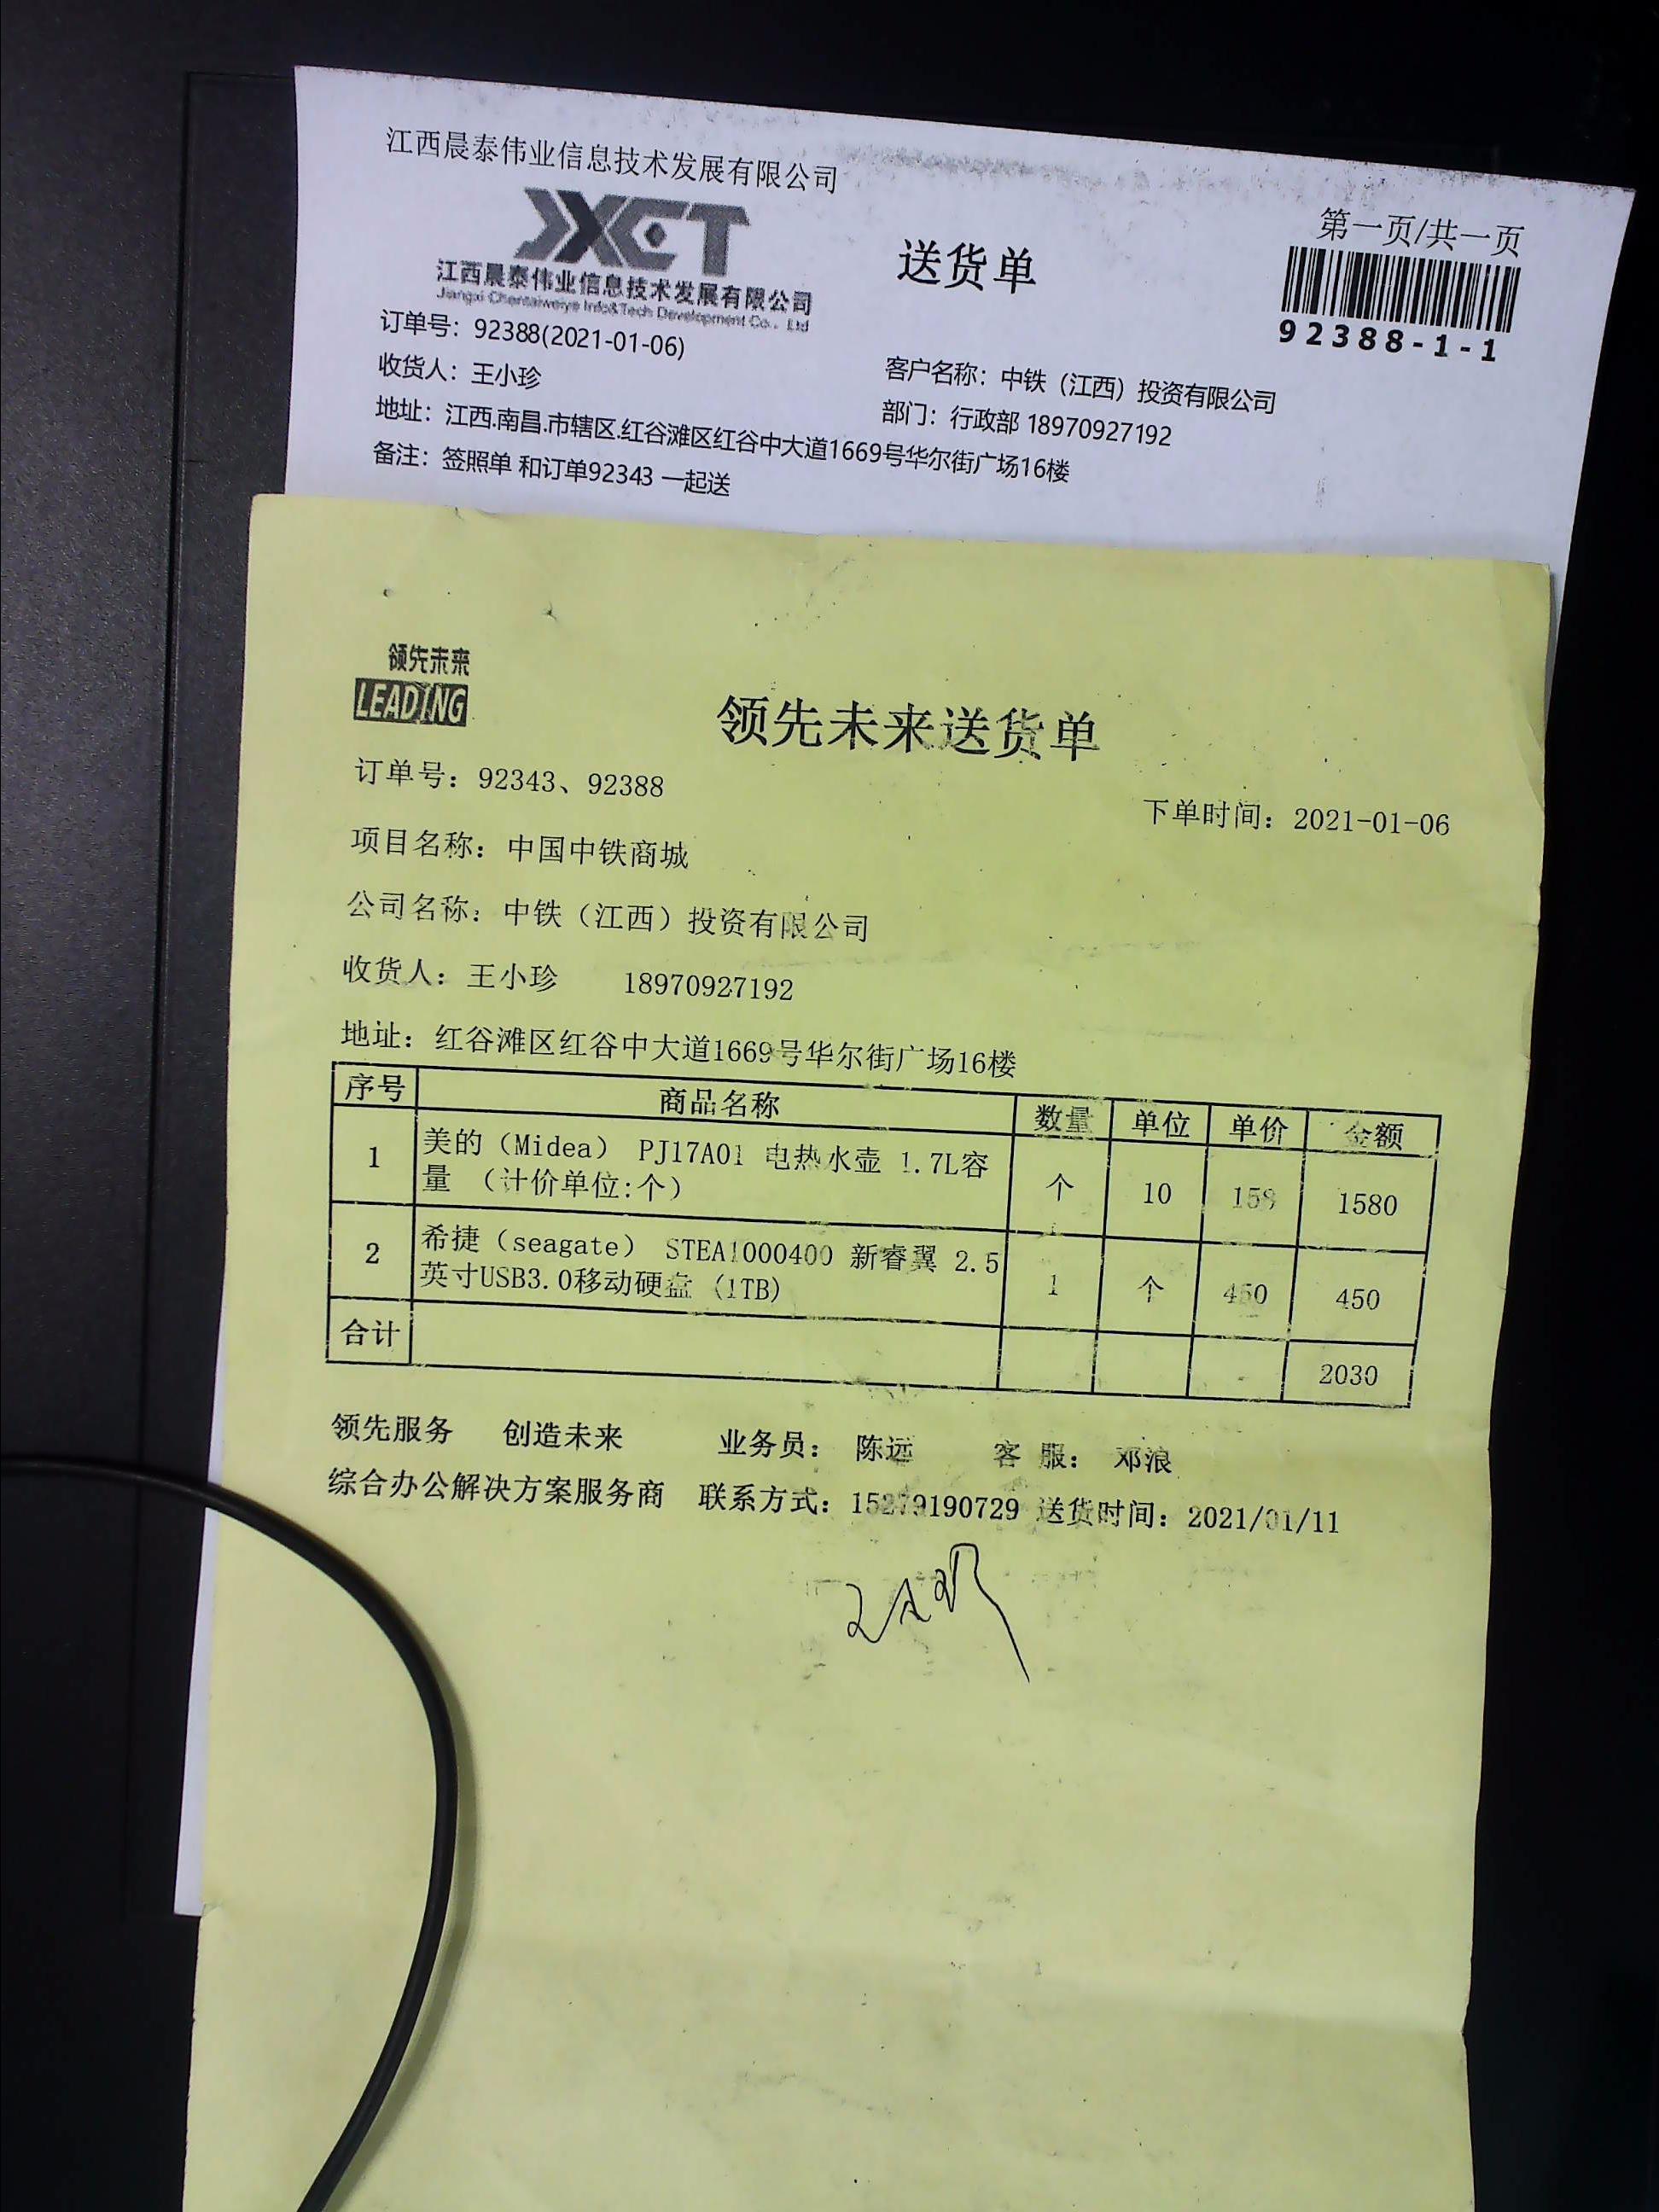 江西晨泰伟业信息技术发展有限公司
第一页/共一页
JXCT
送货单
江西晨泰伟业信息技术发展有限公司
Jiangxi Chentaiweiye Info&Tech Development Co., Ltd
92388-1-1
订单号：92388(2021-01-06)
收货人：王小珍
客户名称：中铁（江西）投资有限公司
部门：行政部 18970927192
地址：江西.南昌.市辖区.红谷滩区红谷中大道1669号华尔街广场16楼
备注：签照单 和订单92343 一起送
领先未来
LEADING
领先未来送货单
订单号：92343、92388
下单时间：2021-01-06
项目名称：中国中铁商城
公司名称：中铁（江西）投资有限公司
收货人：王小珍 18970927192
地址：红谷滩区红谷中大道1669号华尔街广场16楼
序号 商品名称 数量 单位 单价 金额
1 美的（Midea） PJ17A01 电热水壶 1.7L容量 （计价单位:个） 个 10 158 1580
2 希捷（seagate） STEA1000400 新睿翼 2.5英寸USB3.0移动硬盘 (1TB) 1 个 450 450
合计 2030
领先服务 创造未来 业务员： 陈远 客 服： 邓浪
综合办公解决方案服务商 联系方式：15279190729 送货时间：2021/01/11